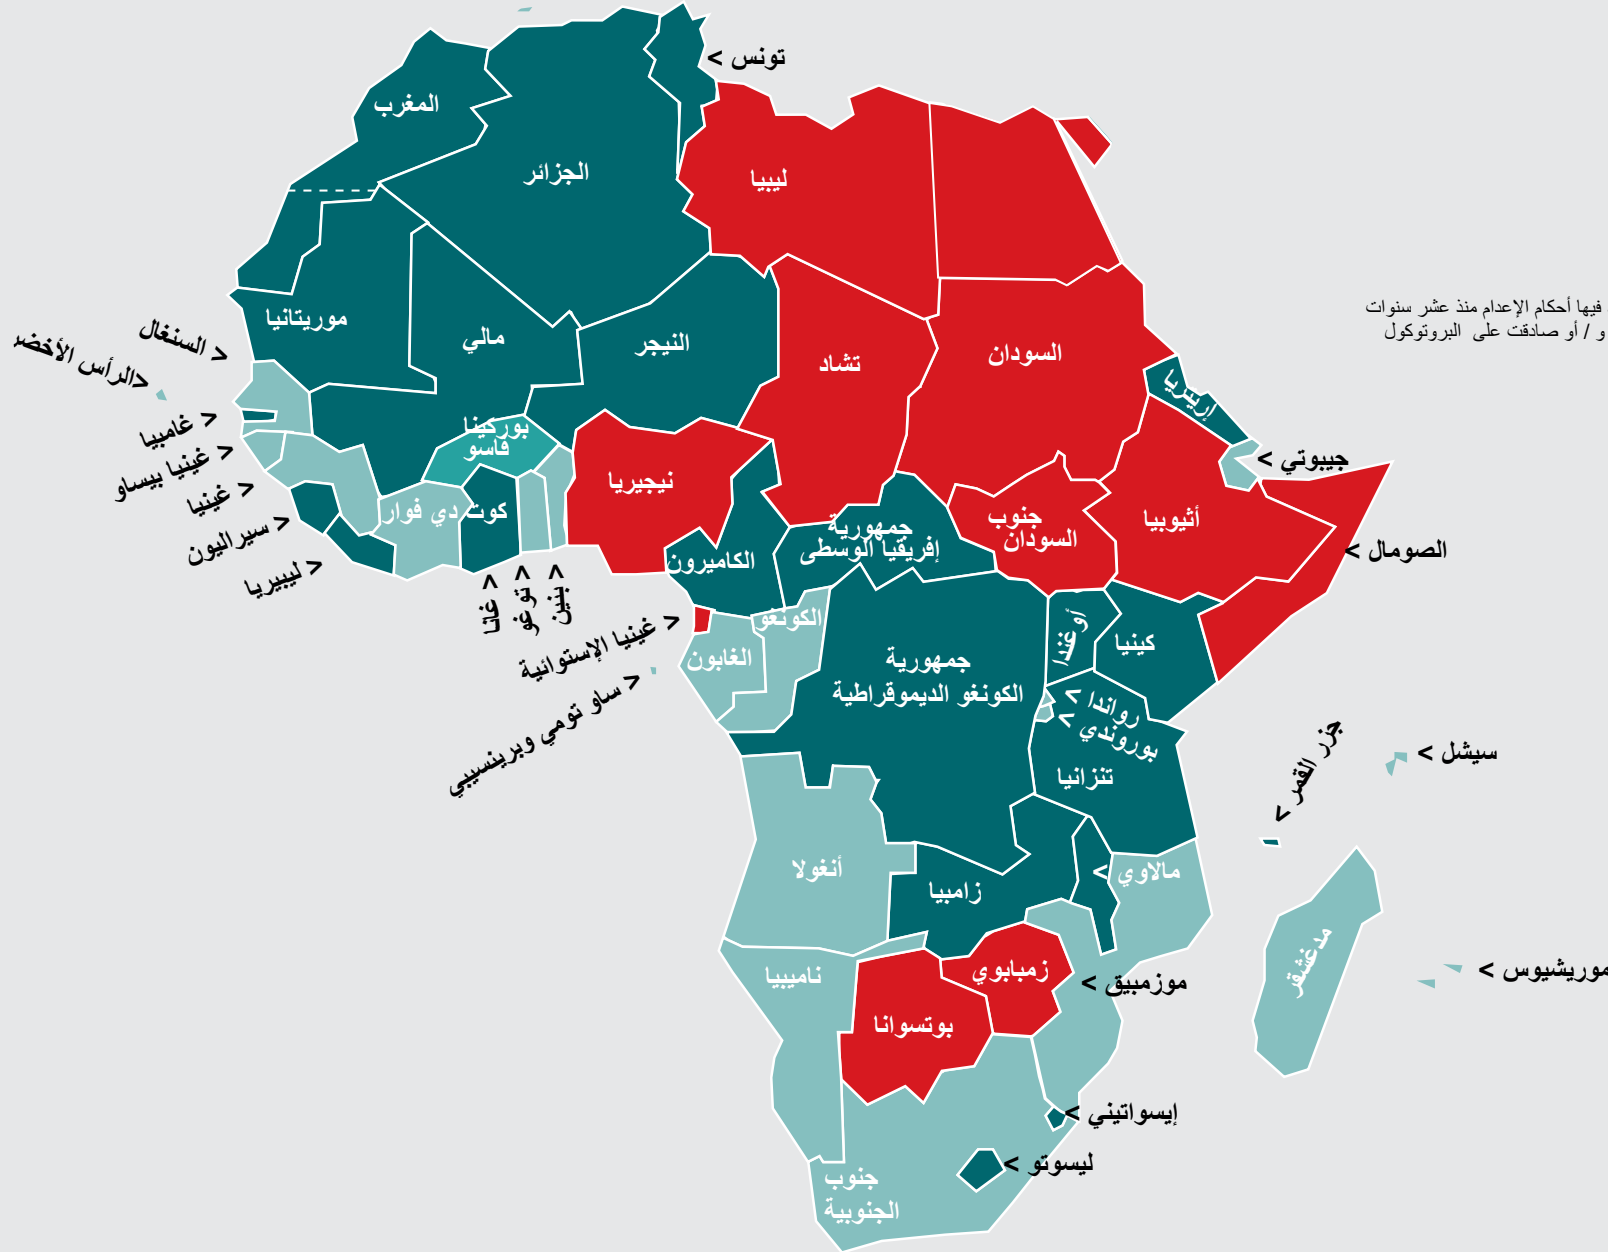 تونس >
المغرب
الجزائر
ليبيا
فيها أحكام الإعدام منذ عشر سنوات
و / أو صادقت على البروتوكول
موريتانيا
مالي
النيجر
تشاد
السودان
إريتريا
< السنغال
<الرأس الأخضر
< غامبيا
< غينيا بيساو
< غينيا
< سيراليون
< ليبيريا
بوركينا
فاسو
كوت دي فوار
< غانا
< توغو
< بنين
نيجيريا
جيبوتي >
أثيوبيا
الصومال >
جنوب
السودان
جمهورية
إفريقيا الوسطى
الكاميرون
< غينيا الإستوائية
< ساو تومي وبرينسيبي
الكونغو
الغابون
جمهورية
الكونغو الديموقراطية
أوغندا
كينيا
رواندا >
بوروندي >
تنزانيا
جزر القمر >
سيشل >
أنغولا
زامبيا
مالاوي >
مدغشقر
موريشيوس >
ناميبيا
زمبابوي
موزمبيق >
بوتسوانا
إيسواتيني >
ليسوتو >
جنوب
الجنوبية